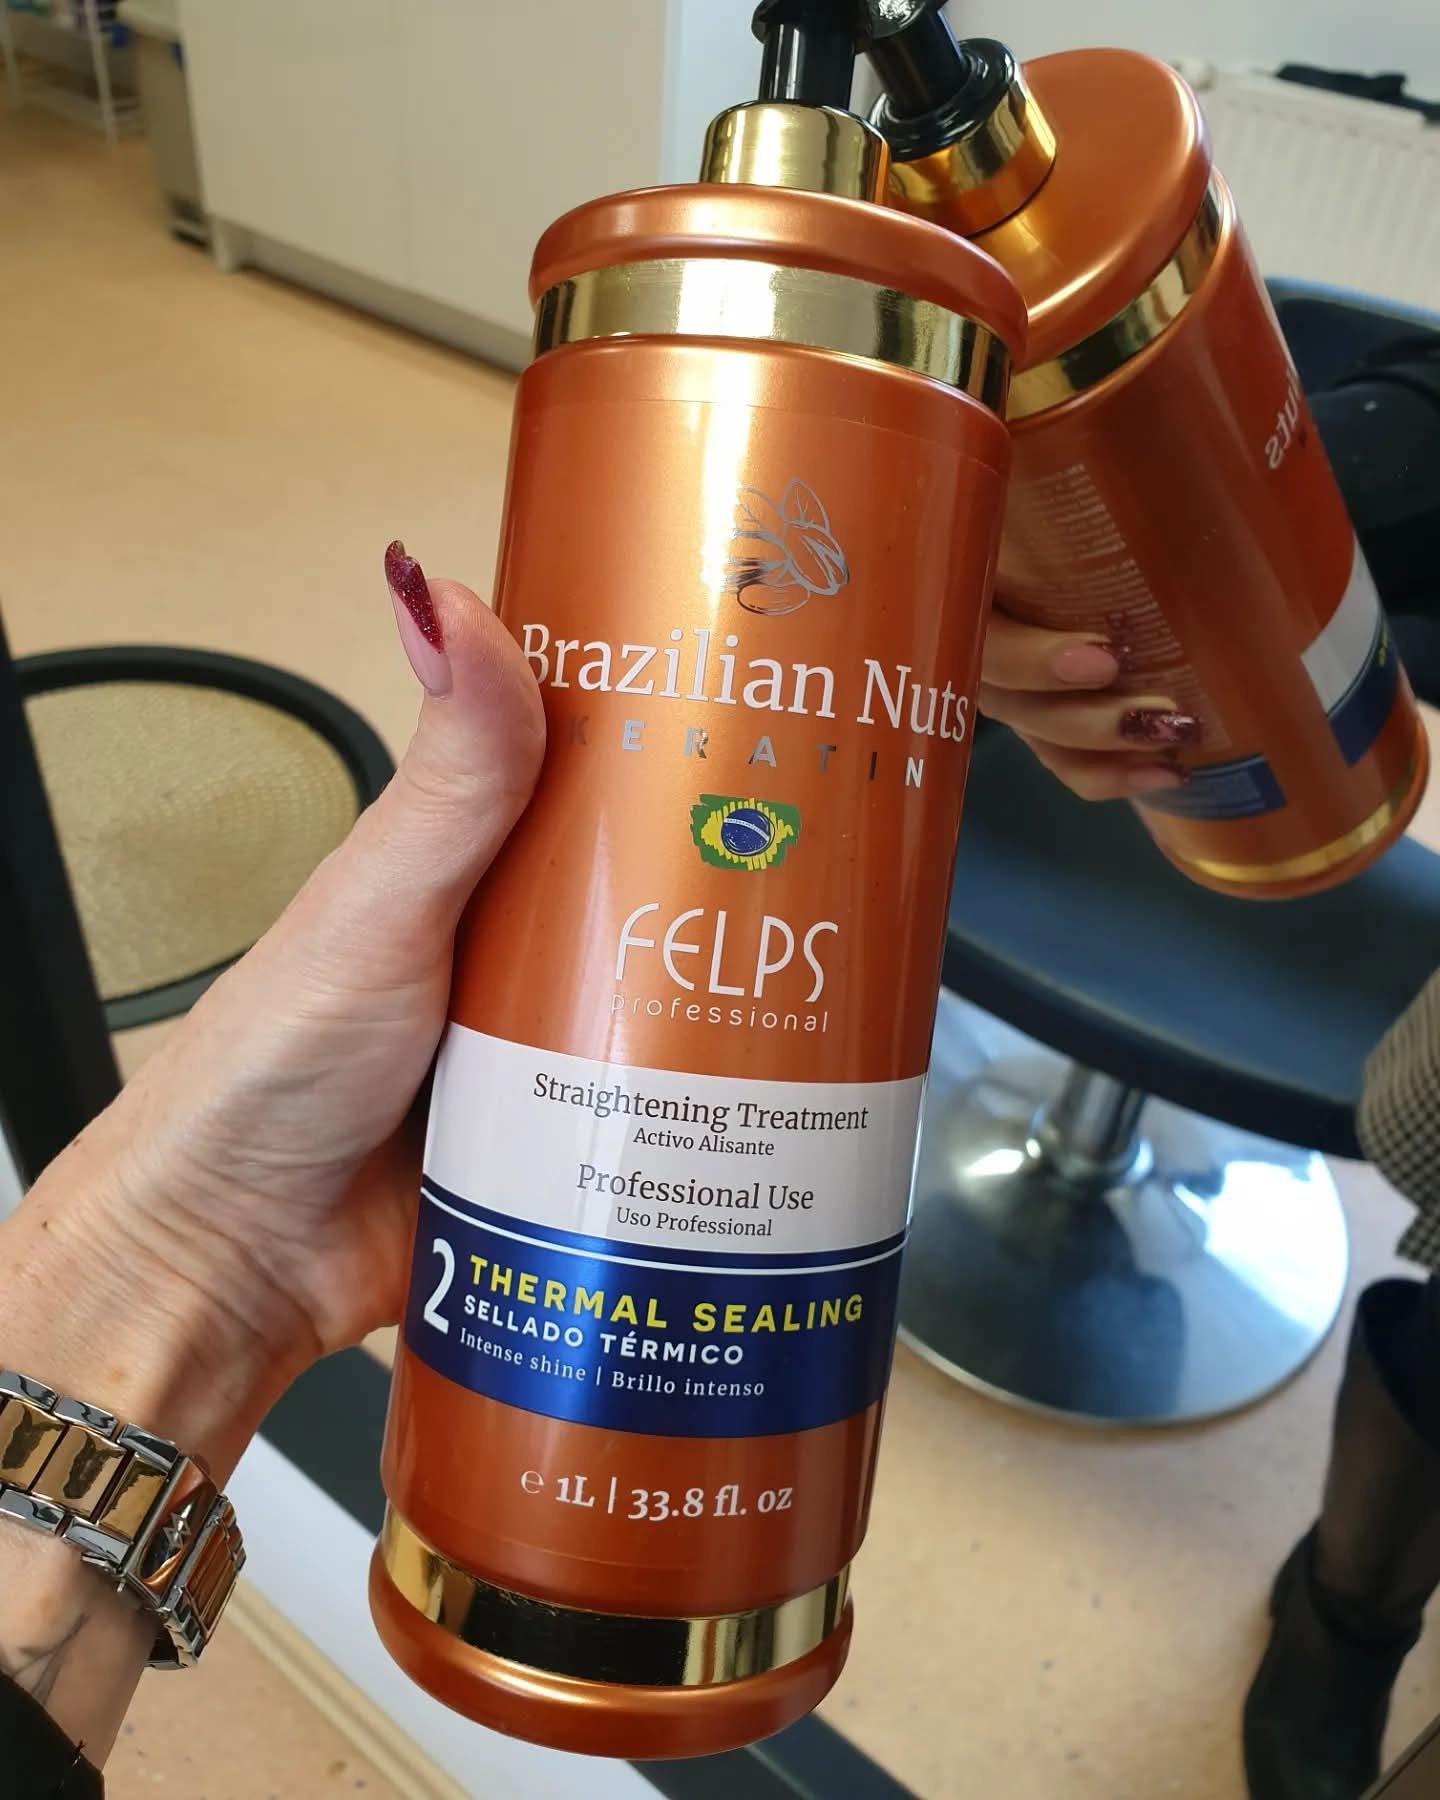 Brazilian Nuts
KERATIN
FELPS
professional
Straightening Treatment
Activo Alisante
Professional Use
Uso Professional
2 THERMAL SEALING
SELLADO TÉRMICO
Intense shine | Brillo intenso
℮ 1L | 33.8 fl. oz
Nuts